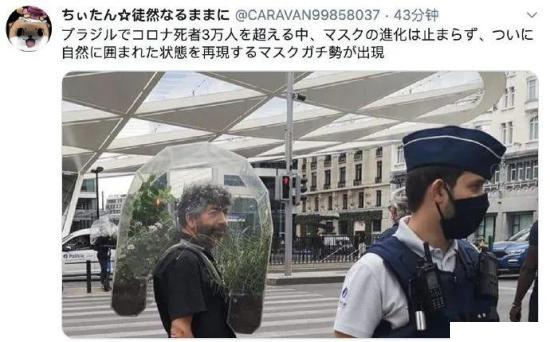 ちぃたん☆徒然なるままに @CARAVAN99858037 · 43分钟
ブラジルでコロナ死者3万人を超える中、マスクの進化は止まらず、ついに
自然に囲まれた状態を再現するマスクガチ勢が出現
Politie